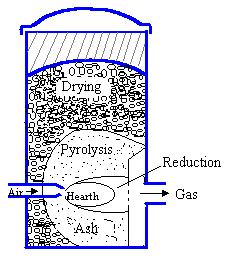 Drying
Pyrolysis
Reduction
Air
Hearth
Gas
Ash